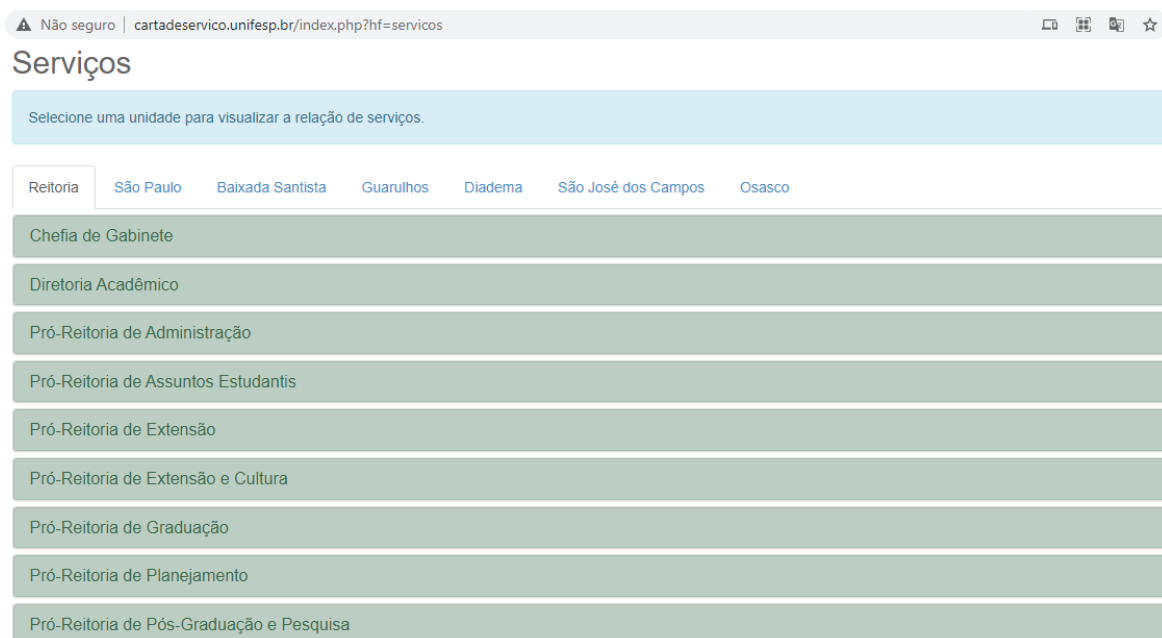 Não seguro | cartadeservico.unifesp.br/index.php?hf=servicos
Serviços
Selecione uma unidade para visualizar a relação de serviços.
Reitoria São Paulo Baixada Santista Guarulhos Diadema São José dos Campos Osasco
Chefia de Gabinete
Diretoria Acadêmico
Pró-Reitoria de Administração
Pró-Reitoria de Assuntos Estudantis
Pró-Reitoria de Extensão
Pró-Reitoria de Extensão e Cultura
Pró-Reitoria de Graduação
Pró-Reitoria de Planejamento
Pró-Reitoria de Pós-Graduação e Pesquisa